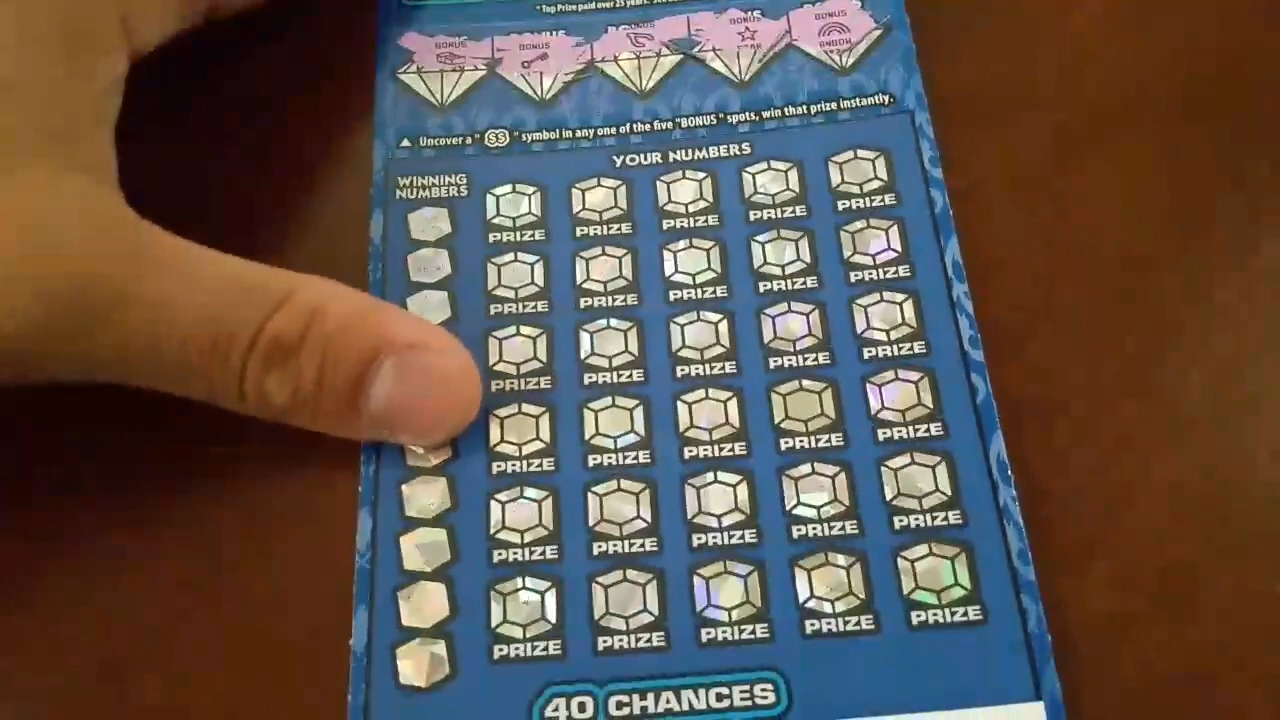 *Top Prize paid over 25 years.
BONUS
BONUS
BONUS
BONUS
▲ Uncover a " $$ " symbol in any one of the five "BONUS" spots, win that prize instantly.
YOUR NUMBERS
WINNING
NUMBERS
PRIZE PRIZE PRIZE PRIZE PRIZE
PRIZE PRIZE PRIZE PRIZE PRIZE
PRIZE PRIZE PRIZE PRIZE PRIZE
PRIZE PRIZE PRIZE PRIZE PRIZE
PRIZE PRIZE PRIZE PRIZE PRIZE
PRIZE PRIZE PRIZE PRIZE PRIZE
40 CHANCES